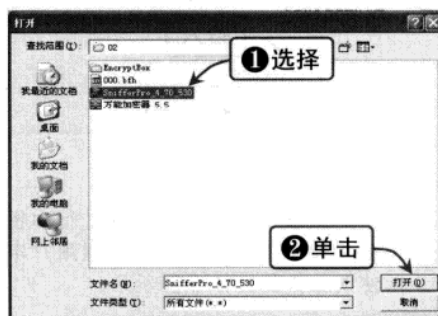 打开
查找范围(I): 02
❶选择
EncryptBox
000.bfh
SnifferPro_4_70_530
万能加密器 5.5
我最近的文档
桌面
我的文档
我的电脑
网上邻居
❷单击
文件名(N): SnifferPro_4_70_530 打开(O)
文件类型(T): 所有文件(*.*) 取消